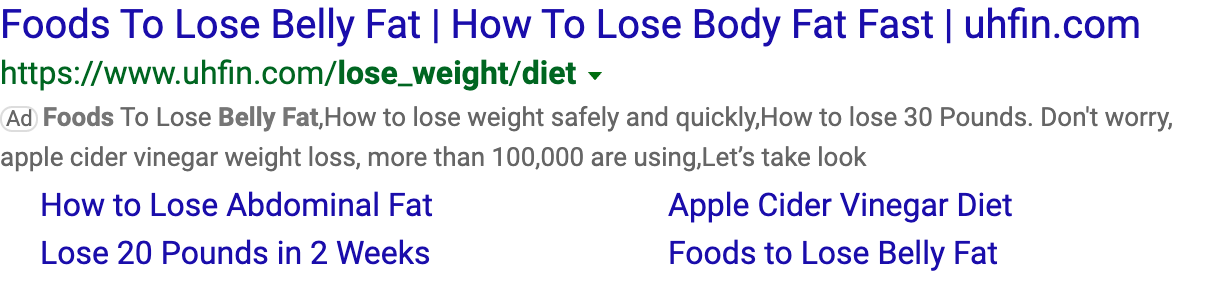 Foods To Lose Belly Fat | How To Lose Body Fat Fast | uhfin.com
https://www.uhfin.com/lose_weight/diet
Ad Foods To Lose Belly Fat,How to lose weight safely and quickly,How to lose 30 Pounds. Don't worry,
apple cider vinegar weight loss, more than 100,000 are using,Let’s take look
How to Lose Abdominal Fat Apple Cider Vinegar Diet
Lose 20 Pounds in 2 Weeks Foods to Lose Belly Fat